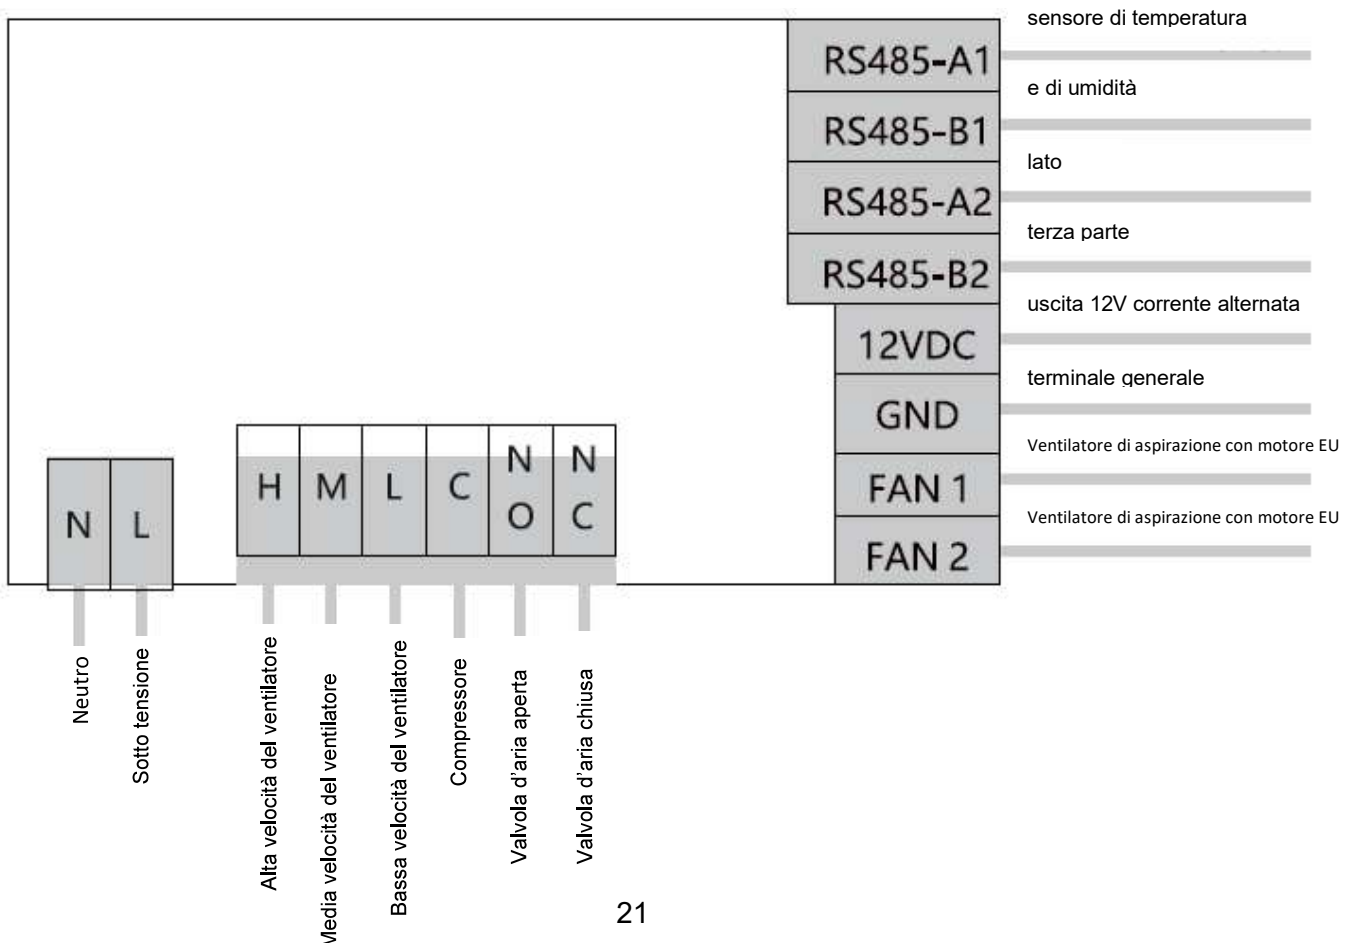 sensore di temperatura
RS485-A1
e di umidità
RS485-B1
lato
RS485-A2
terza parte
RS485-B2
uscita 12V corrente alternata
12VDC
terminale generale
GND
Ventilatore di aspirazione con motore EU
FAN 1
Ventilatore di aspirazione con motore EU
FAN 2
N
L
H
M
L
C
NO
NC
Neutro
Sotto tensione
Alta velocità del ventilatore
Media velocità del ventilatore
Bassa velocità del ventilatore
Compressore
Valvola d'aria aperta
Valvola d'aria chiusa
21